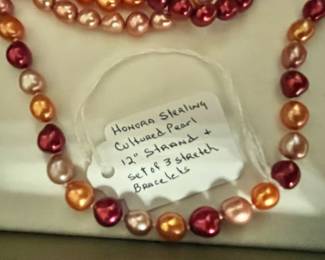 Honora Sterling
Cultured Pearl
12" Strand +
set of 3 stretch
Bracelets